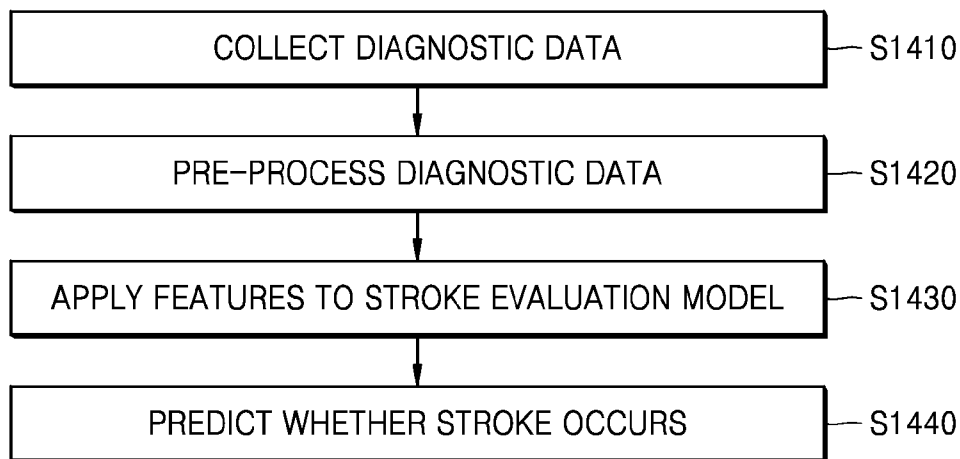 COLLECT DIAGNOSTIC DATA S1410
PRE-PROCESS DIAGNOSTIC DATA S1420
APPLY FEATURES TO STROKE EVALUATION MODEL S1430
PREDICT WHETHER STROKE OCCURS S1440